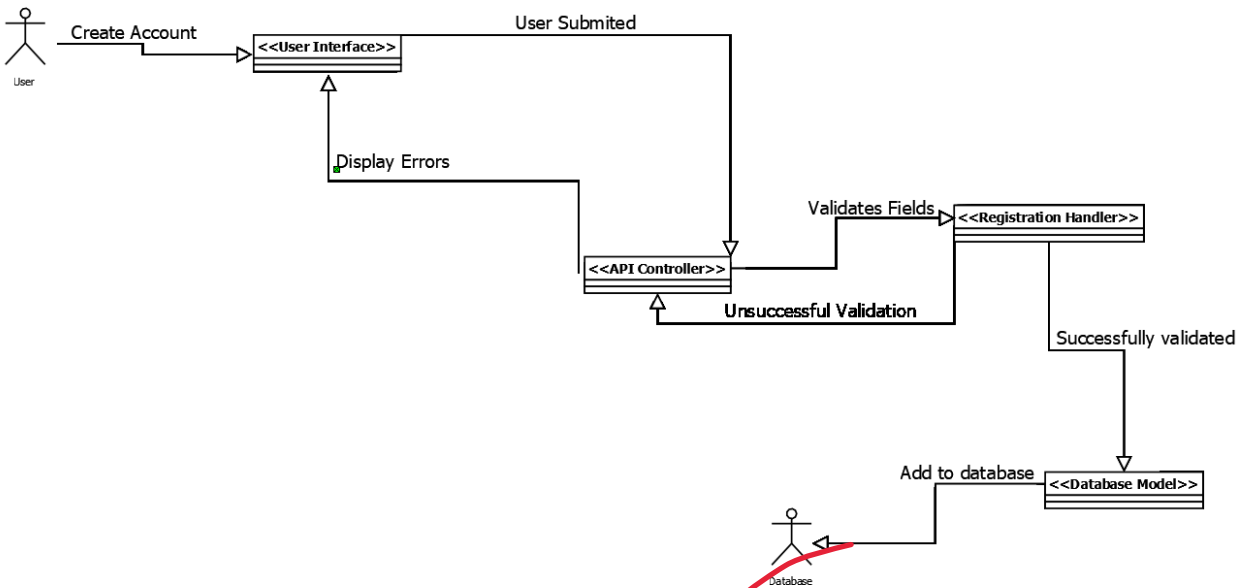 User Submited
Create Account
<<User Interface>>
User
Display Errors
Validates Fields
<<Registration Handler>>
<<API Controller>>
Unsuccessful Validation
Successfully validated
Add to database
<<Database Model>>
Database